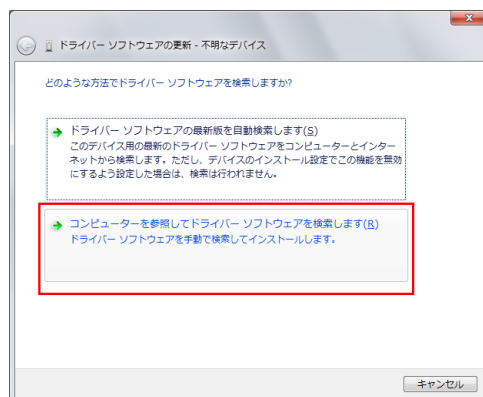 ドライバー ソフトウェアの更新 - 不明なデバイス
どのような方法でドライバー ソフトウェアを検索しますか?
ドライバー ソフトウェアの最新版を自動検索します(S)
このデバイス用の最新のドライバー ソフトウェアをコンピューターとインター
ネットから検索します。ただし、デバイスのインストール設定でこの機能を無効
にするよう設定した場合は、検索は行われません。
コンピューターを参照してドライバー ソフトウェアを検索します(R)
ドライバー ソフトウェアを手動で検索してインストールします。
キャンセル